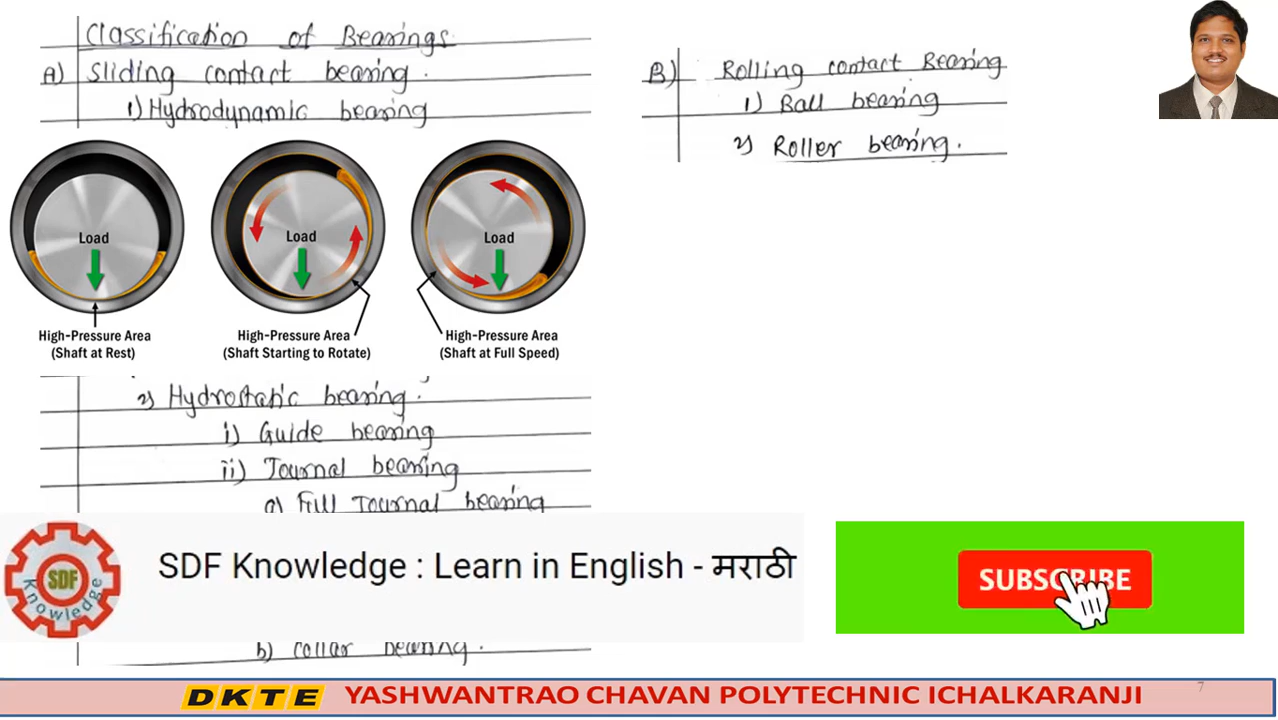 Classification of Bearings
A) Sliding contact bearing.
1) Hydrodynamic bearing
Load
High-Pressure Area
(Shaft at Rest)
Load
High-Pressure Area
(Shaft Starting to Rotate)
Load
High-Pressure Area
(Shaft at Full Speed)
2) Hydrostatic bearing.
i) Guide bearing
ii) Journal bearing
a) Full Journal bearing
b) collar bearing.
B) Rolling contact Bearing
1) Ball bearing
2) Roller bearing.
SDF
Knowledge
SDF Knowledge : Learn in English - मराठी
SUBSCRIBE
DKTE YASHWANTRAO CHAVAN POLYTECHNIC ICHALKARANJI
7